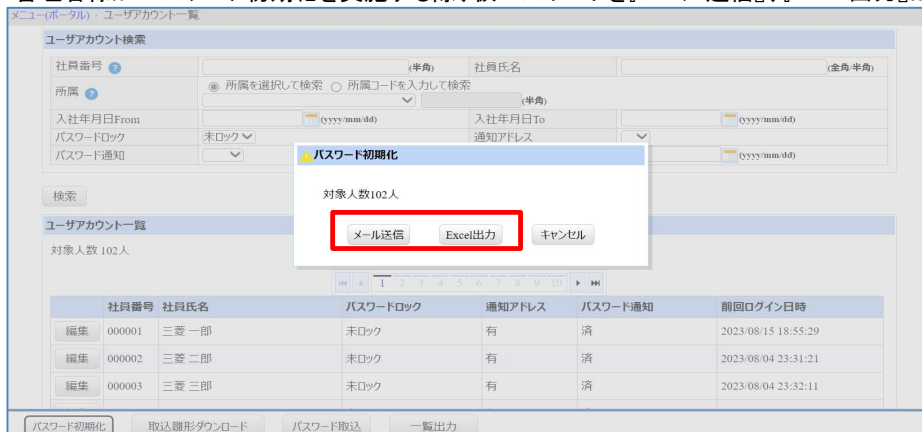 メニュー(ポータル) > ユーザアカウント一覧
ユーザアカウント検索
社員番号 ? (半角) 社員氏名 (全角/半角)
所属 ? 所属を選択して検索 所属コードを入力して検索
(半角)
入社年月日From (yyyy/mm/dd) 入社年月日To (yyyy/mm/dd)
パスワードロック 未ロック 通知アドレス
パスワード通知 (yyyy/mm/dd)
パスワード初期化
対象人数102人
メール送信 Excel出力 キャンセル
検索
ユーザアカウント一覧
対象人数 102人
1 2 3 4 5 6 7 8 9 10
社員番号 社員氏名 パスワードロック 通知アドレス パスワード通知 前回ログイン日時
編集 000001 三菱 一郎 未ロック 有 済 2023/08/15 18:55:29
編集 000002 三菱 二郎 未ロック 有 済 2023/08/04 23:31:21
編集 000003 三菱 三郎 未ロック 有 済 2023/08/04 23:32:11
パスワード初期化 取込雛形ダウンロード パスワード取込 一覧出力